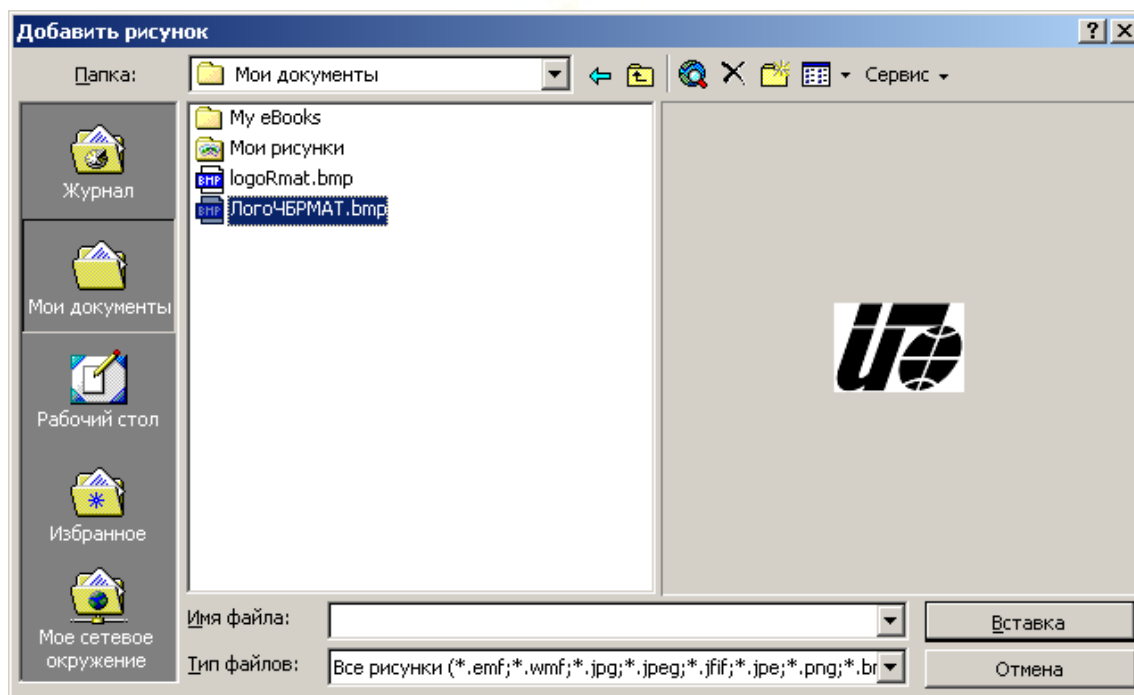 Добавить рисунок
Папка:
Мои документы
Сервис
Журнал
Мои документы
Рабочий стол
Избранное
Мое сетевое
окружение
My eBooks
Мои рисунки
BMP logoRmat.bmp
BMP ЛогоЧБРМАТ.bmp
Имя файла:
Вставка
Тип файлов:
Все рисунки (*.emf;*.wmf;*.jpg;*.jpeg;*.jfif;*.jpe;*.png;*.br
Отмена